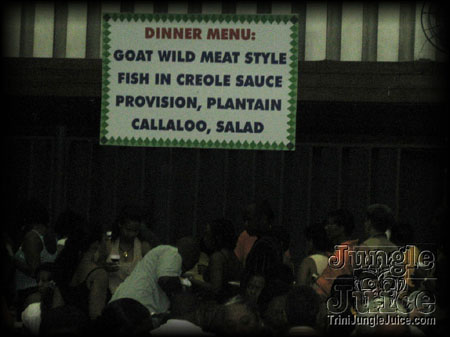 DINNER MENU:
GOAT WILD MEAT STYLE
FISH IN CREOLE SAUCE
PROVISION, PLANTAIN
CALLALOO, SALAD
Jungle
Juice
TriniJungleJuice.com